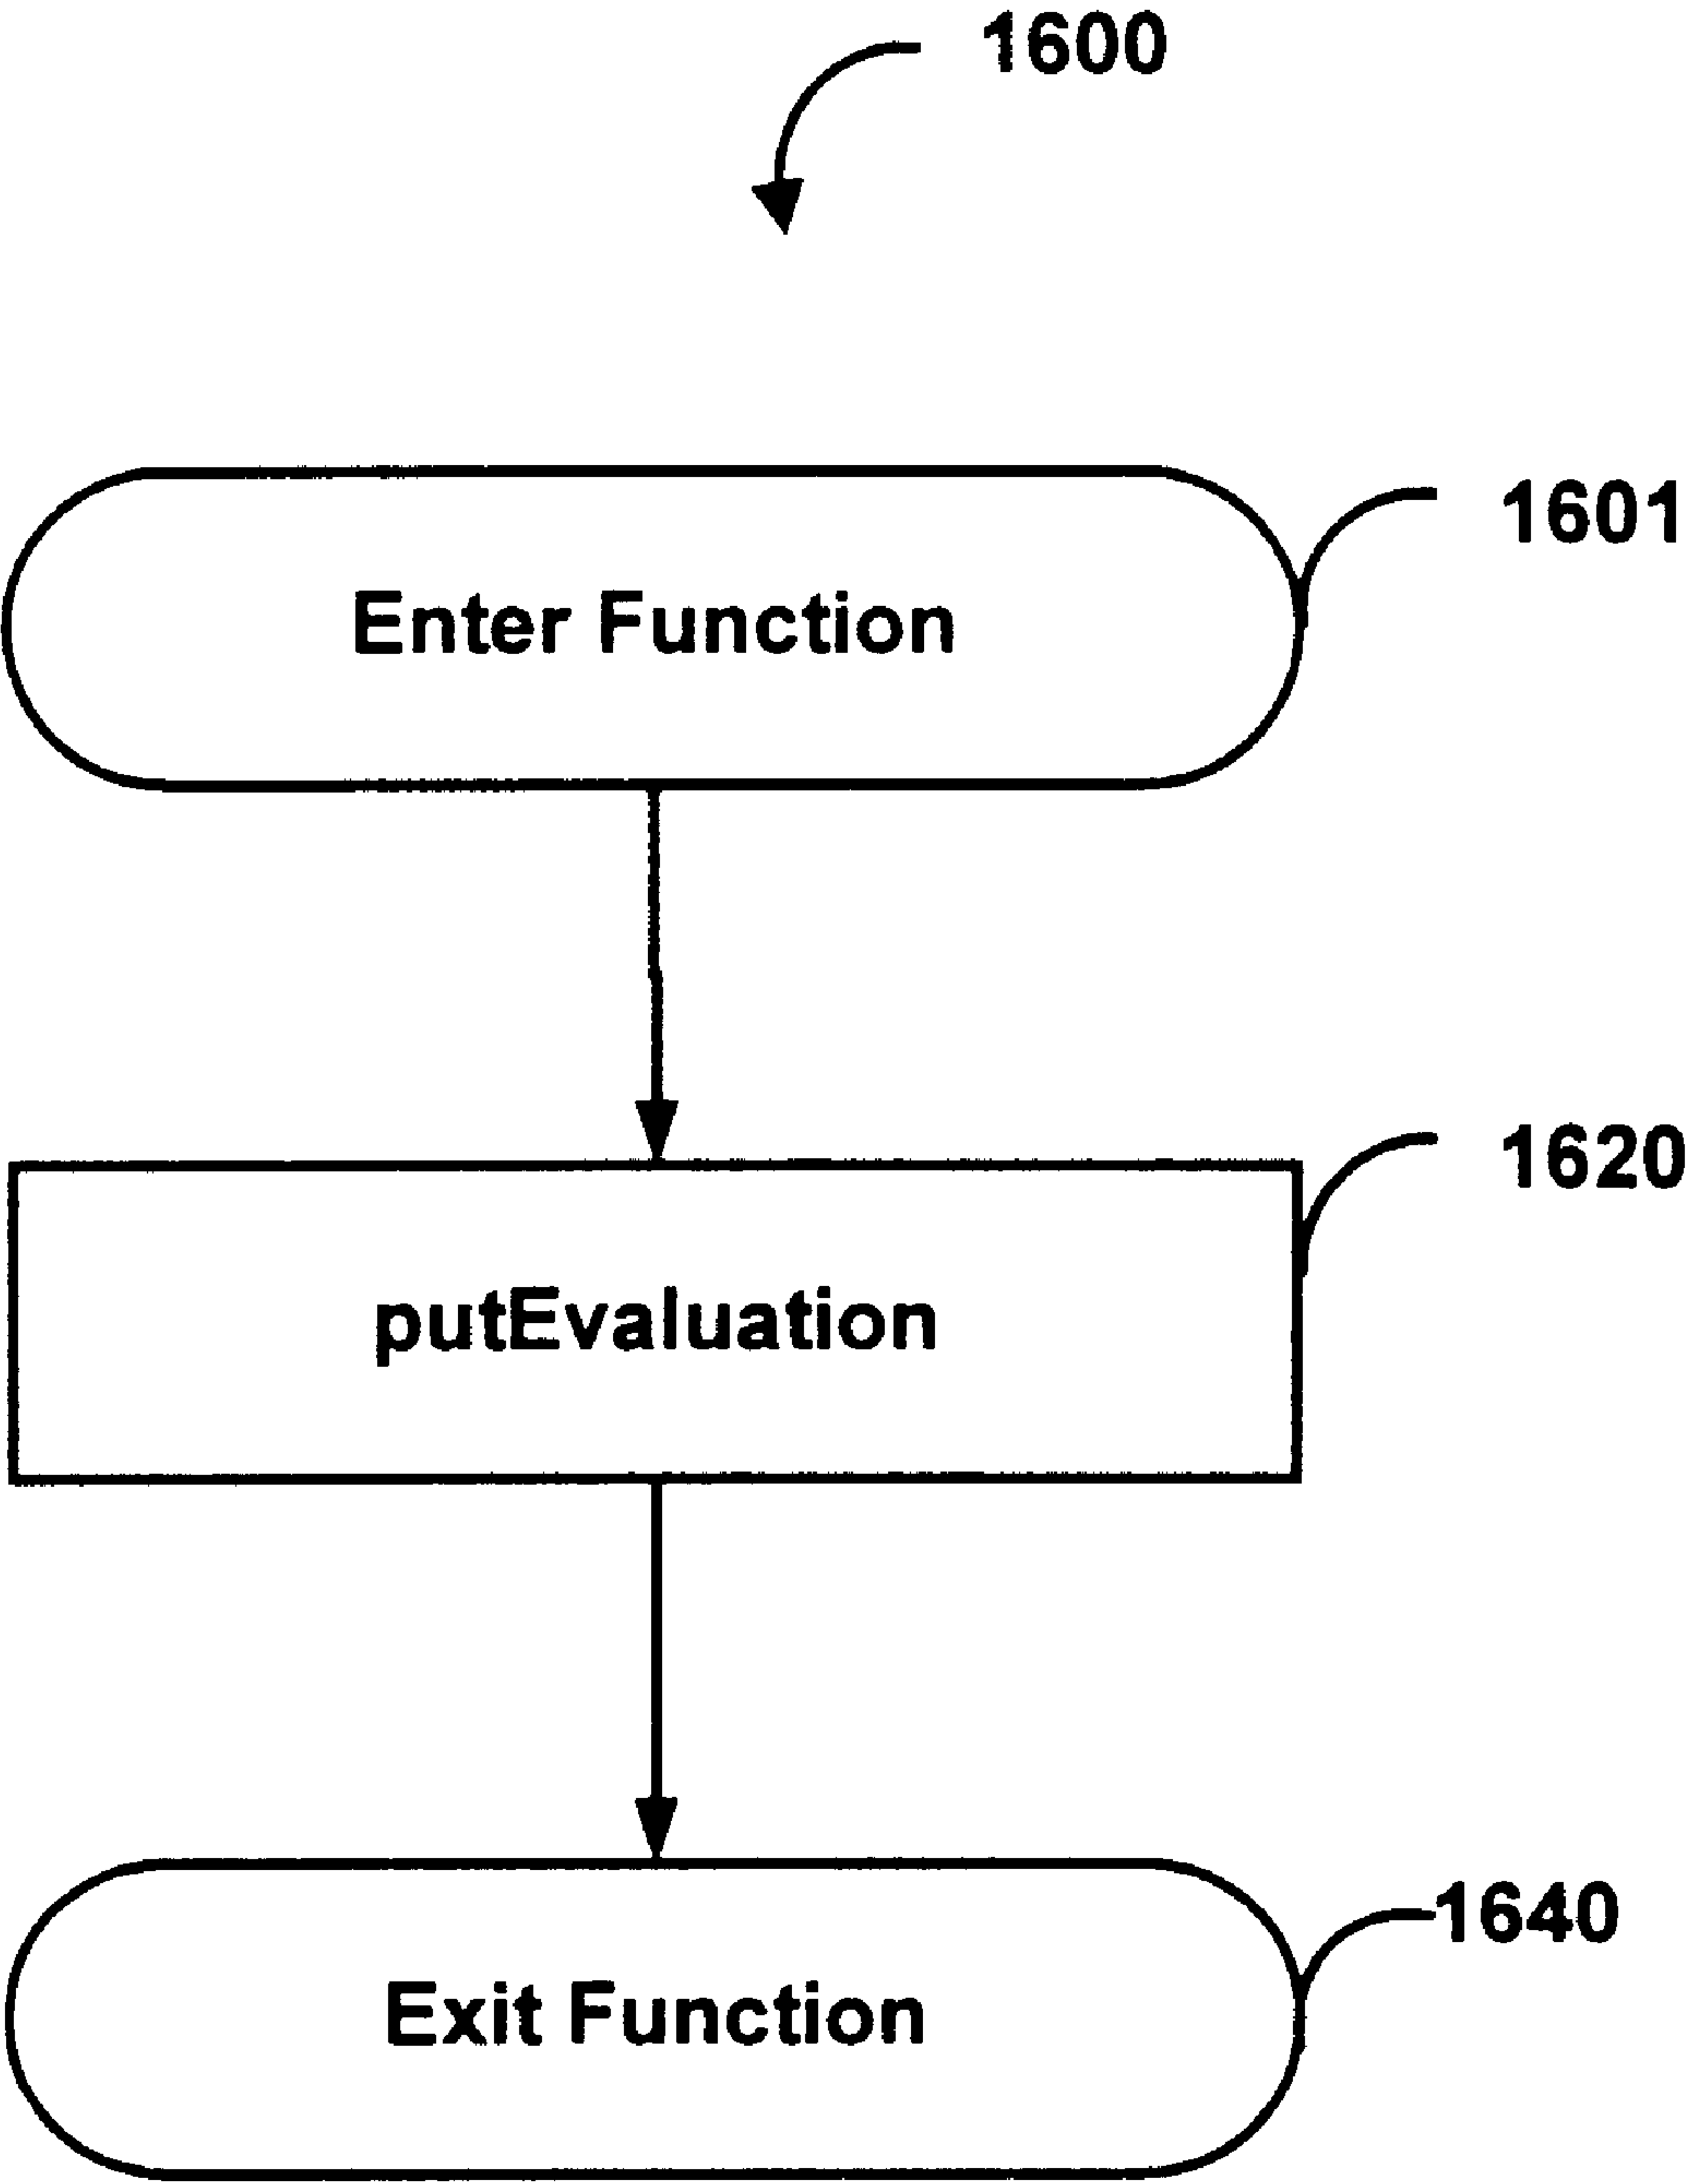 1600
1601
Enter Function
1620
putEvaluation
1640
Exit Function